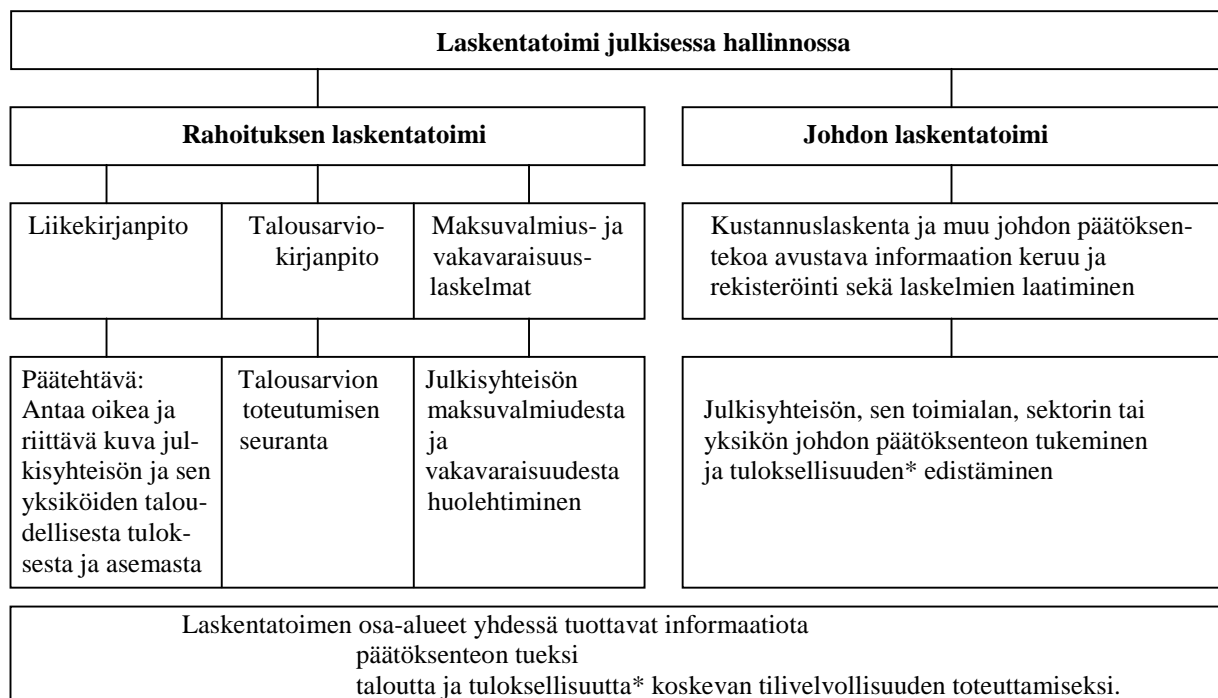 Laskentatoimi julkisessa hallinnossa
Rahoituksen laskentatoimi
Johdon laskentatoimi
Liikekirjanpito
Talousarvio-
kirjanpito
Maksuvalmius- ja
vakavaraisuus-
laskelmat
Kustannuslaskenta ja muu johdon päätöksen-
tekoa avustava informaation keruu ja
rekisteröinti sekä laskelmien laatiminen
Päätehtävä:
Antaa oikea ja
riittävä kuva jul-
kisyhteisön ja sen
yksiköiden talou-
dellisesta tulok-
sesta ja asemasta
Talousarvion
toteutumisen
seuranta
Julkisyhteisön
maksuvalmiudesta
ja
vakavaraisuudesta
huolehtiminen
Julkisyhteisön, sen toimialan, sektorin tai
yksikön johdon päätöksenteon tukeminen
ja tuloksellisuuden* edistäminen
Laskentatoimen osa-alueet yhdessä tuottavat informaatiota
päätöksenteon tueksi
taloutta ja tuloksellisuutta* koskevan tilivelvollisuuden toteuttamiseksi.